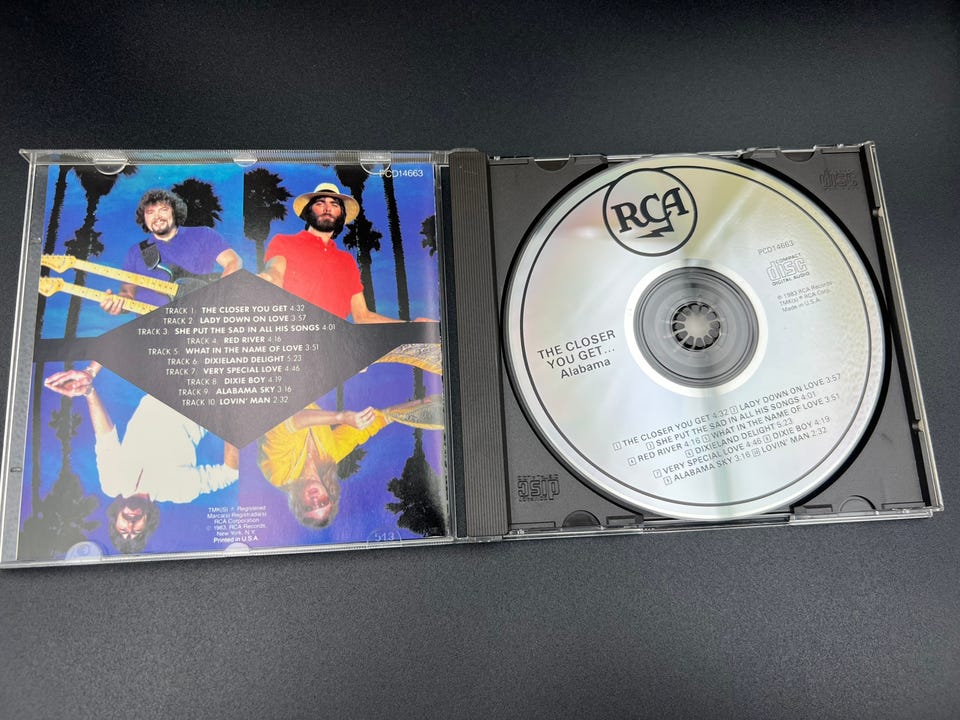 PCD14663
TRACK 1: THE CLOSER YOU GET 4:32
TRACK 2: LADY DOWN ON LOVE 3:57
TRACK 3: SHE PUT THE SAD IN ALL HIS SONGS 4:01
TRACK 4: RED RIVER 4:16
TRACK 5: WHAT IN THE NAME OF LOVE 3:51
TRACK 6: DIXIELAND DELIGHT 5:23
TRACK 7: VERY SPECIAL LOVE 4:46
TRACK 8: DIXIE BOY 4:19
TRACK 9: ALABAMA SKY 3:16
TRACK 10: LOVIN' MAN 2:32
TMK(S) ® Registered
Marca(s) Registrada(s)
RCA Corporation
© 1983, RCA Records,
New York, N.Y.
Printed in U.S.A.
513
RCA
PCD14663
COMPACT
disc
DIGITAL AUDIO
℗ 1983 RCA Records
TMK(s) ® RCA Corp.
Made in U.S.A.
THE CLOSER
YOU GET...
Alabama
1 THE CLOSER YOU GET 4:32 2 LADY DOWN ON LOVE 3:57
3 SHE PUT THE SAD IN ALL HIS SONGS 4:01
4 RED RIVER 4:16 5 WHAT IN THE NAME OF LOVE 3:51
6 DIXIELAND DELIGHT 5:23
7 VERY SPECIAL LOVE 4:46 8 DIXIE BOY 4:19
9 ALABAMA SKY 3:16 10 LOVIN' MAN 2:32
disc
disc